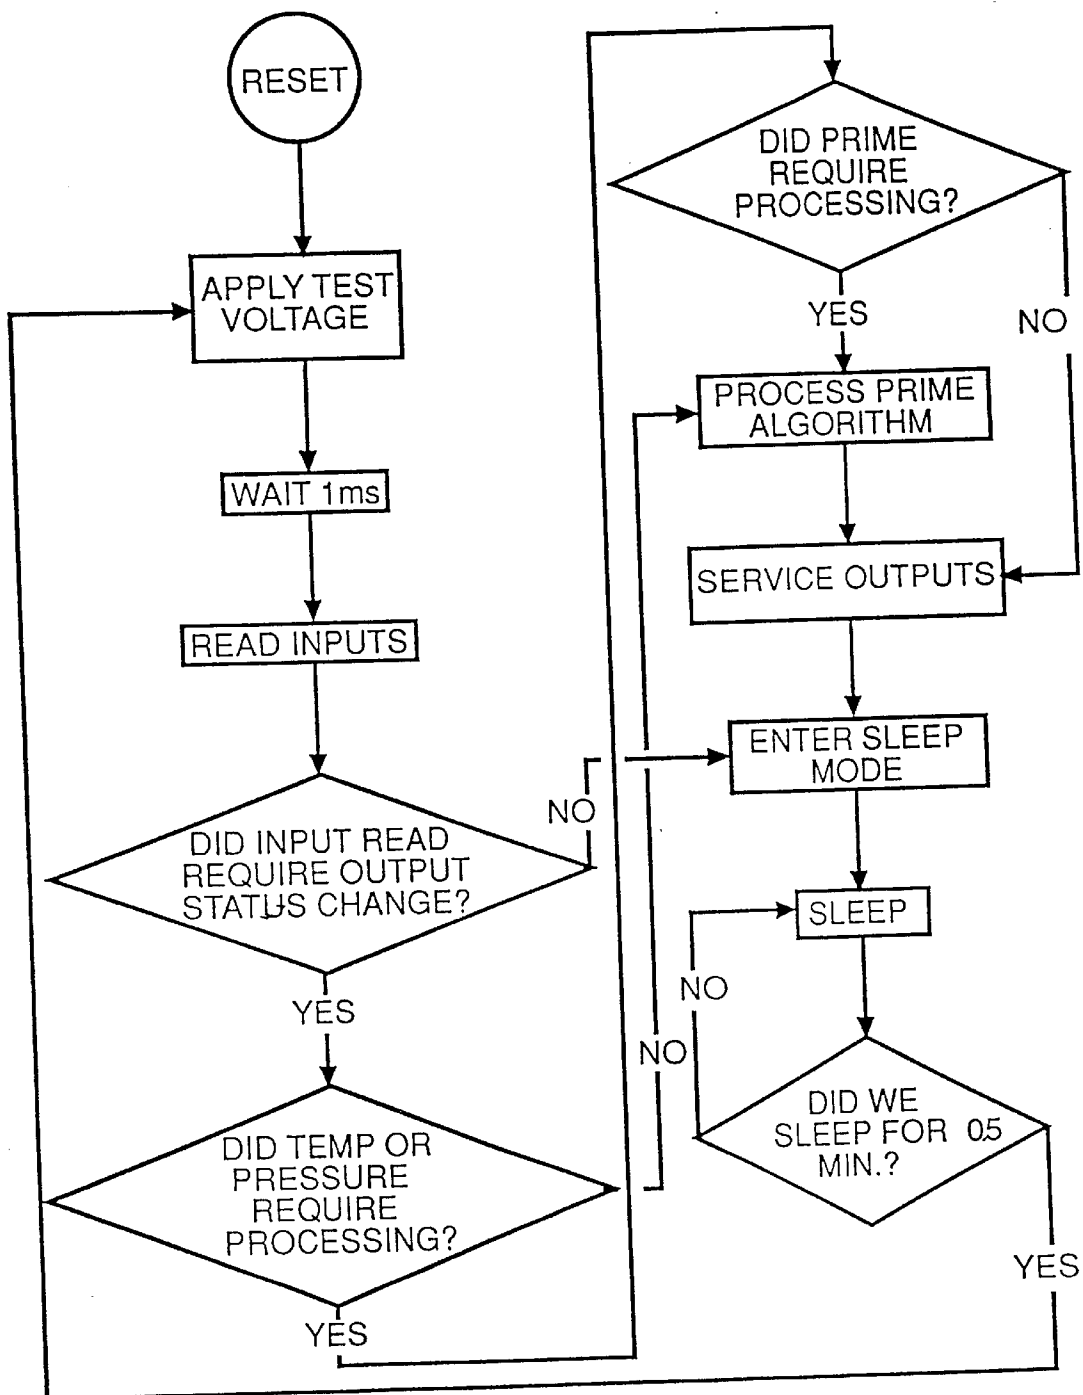 RESET
APPLY TEST
VOLTAGE
WAIT 1ms
READ INPUTS
DID INPUT READ
REQUIRE OUTPUT
STATUS CHANGE?
NO
YES
DID TEMP OR
PRESSURE
REQUIRE
PROCESSING?
NO
YES
DID PRIME
REQUIRE
PROCESSING?
YES
NO
PROCESS PRIME
ALGORITHM
SERVICE OUTPUTS
ENTER SLEEP
MODE
SLEEP
NO
DID WE
SLEEP FOR 0.5
MIN.?
YES